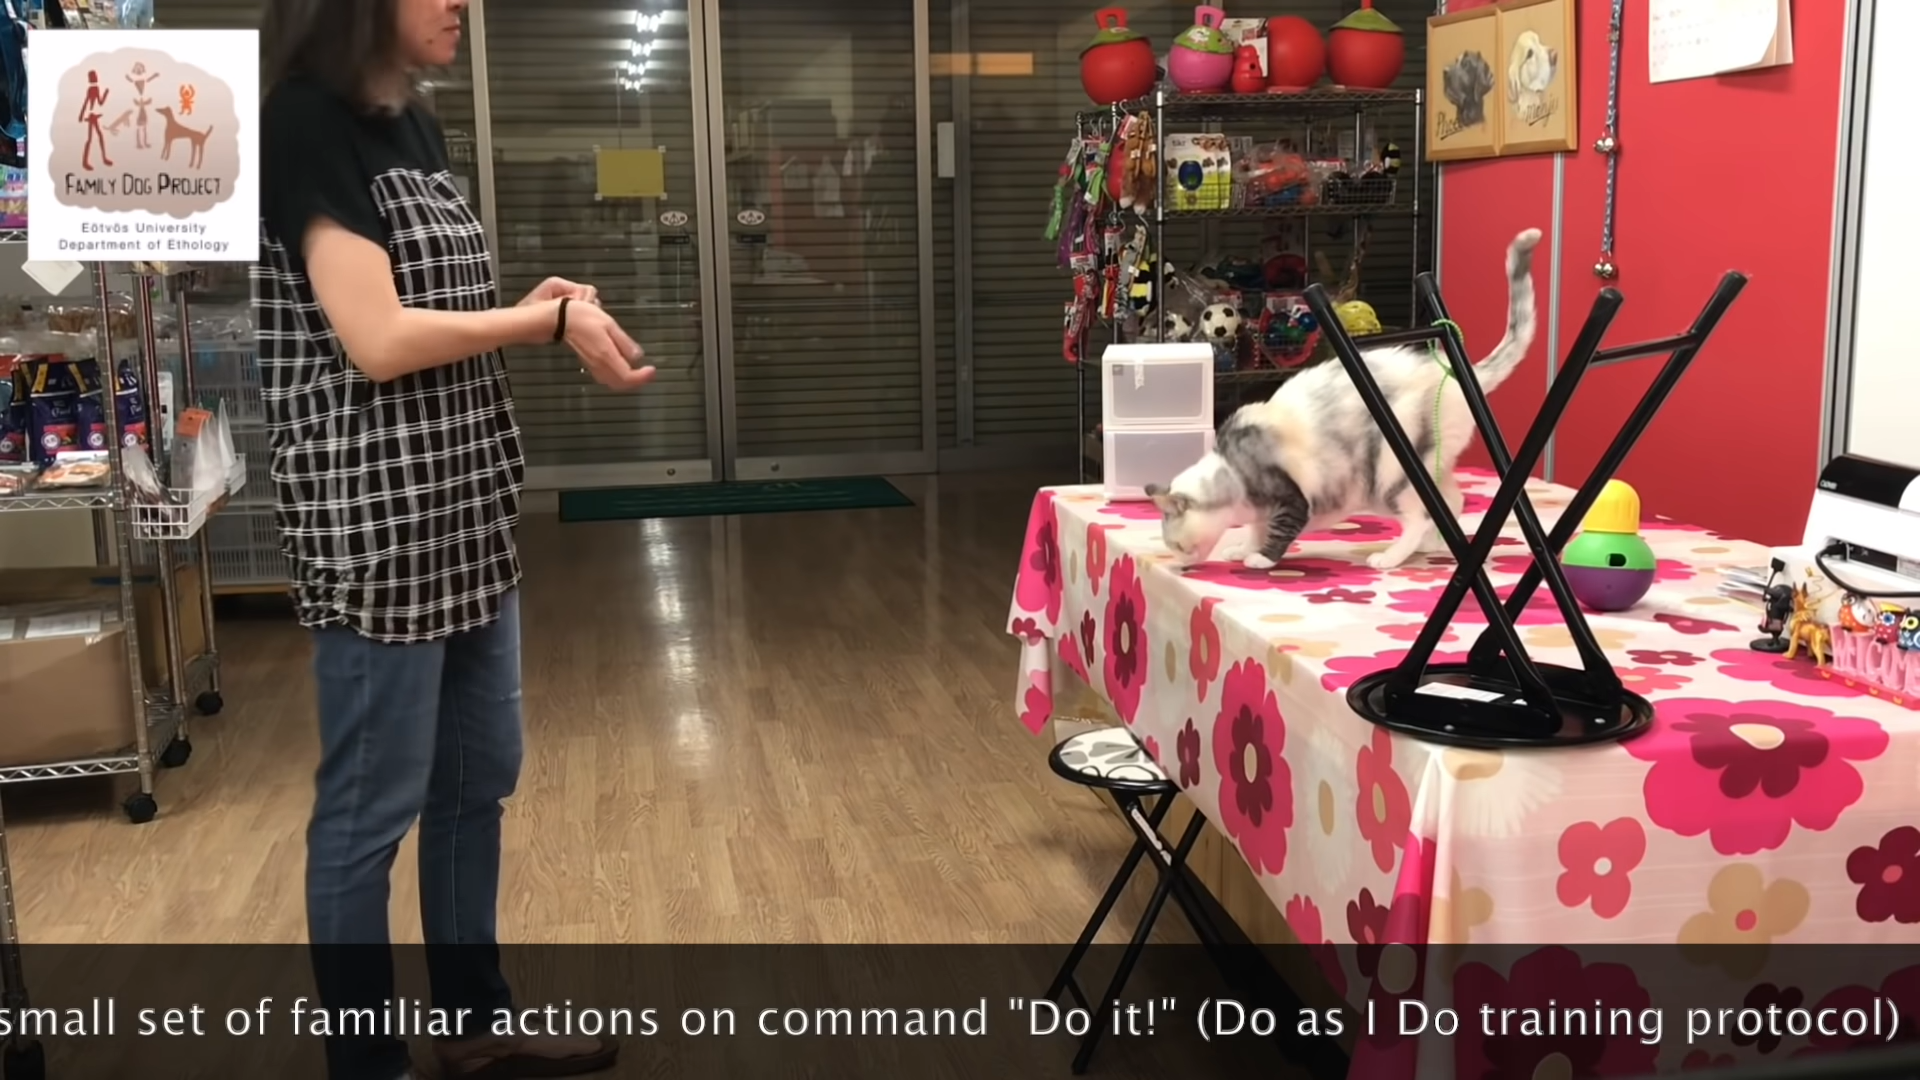 FAMILY DOG PROJECT
Eötvös University
Department of Ethology
WELCOME
small set of familiar actions on command "Do it!" (Do as I Do training protocol)